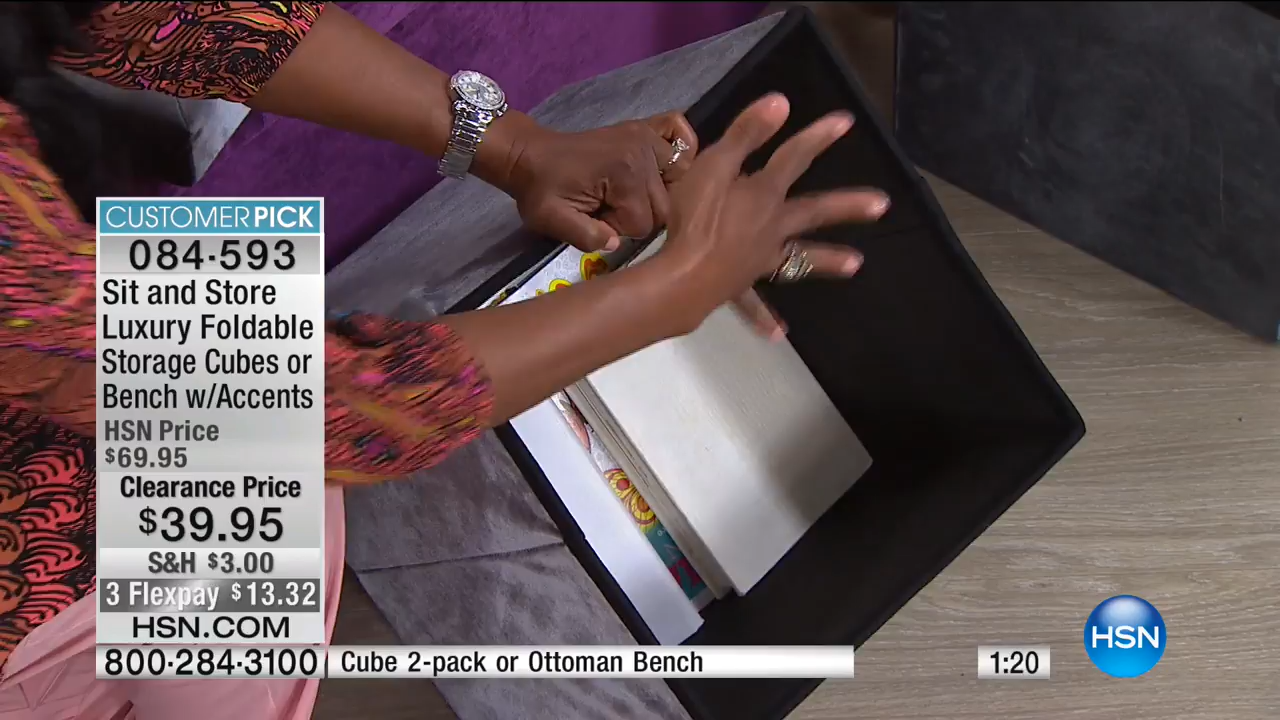 CUSTOMERPICK
084·593
Sit and Store
Luxury Foldable
Storage Cubes or
Bench w/Accents
HSN Price
$69.95
Clearance Price
$39.95
S&H $3.00
3 Flexpay $13.32
HSN.COM
800·284·3100
Cube 2-pack or Ottoman Bench
1:20
HSN